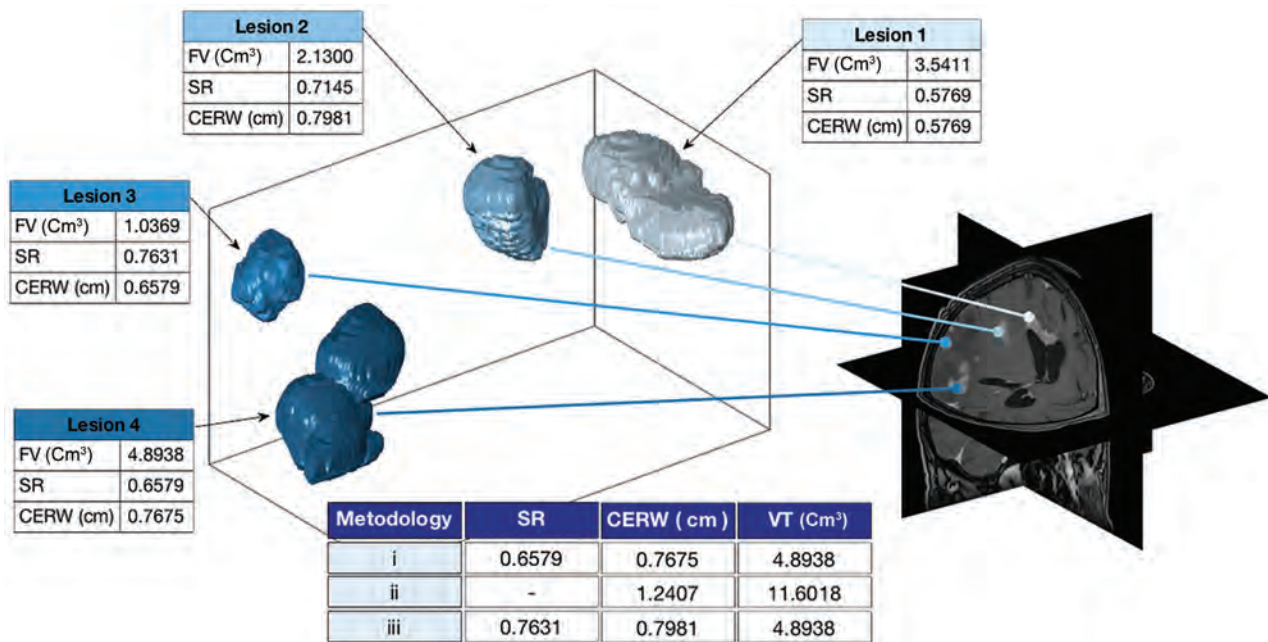 Lesion 2
FV (Cm³) 2.1300
SR 0.7145
CERW (cm) 0.7981
Lesion 1
FV (Cm³) 3.5411
SR 0.5769
CERW (cm) 0.5769
Lesion 3
FV (Cm³) 1.0369
SR 0.7631
CERW (cm) 0.6579
Lesion 4
FV (Cm³) 4.8938
SR 0.6579
CERW (cm) 0.7675
Metodology SR CERW ( cm ) VT (Cm³)
i 0.6579 0.7675 4.8938
ii - 1.2407 11.6018
iii 0.7631 0.7981 4.8938